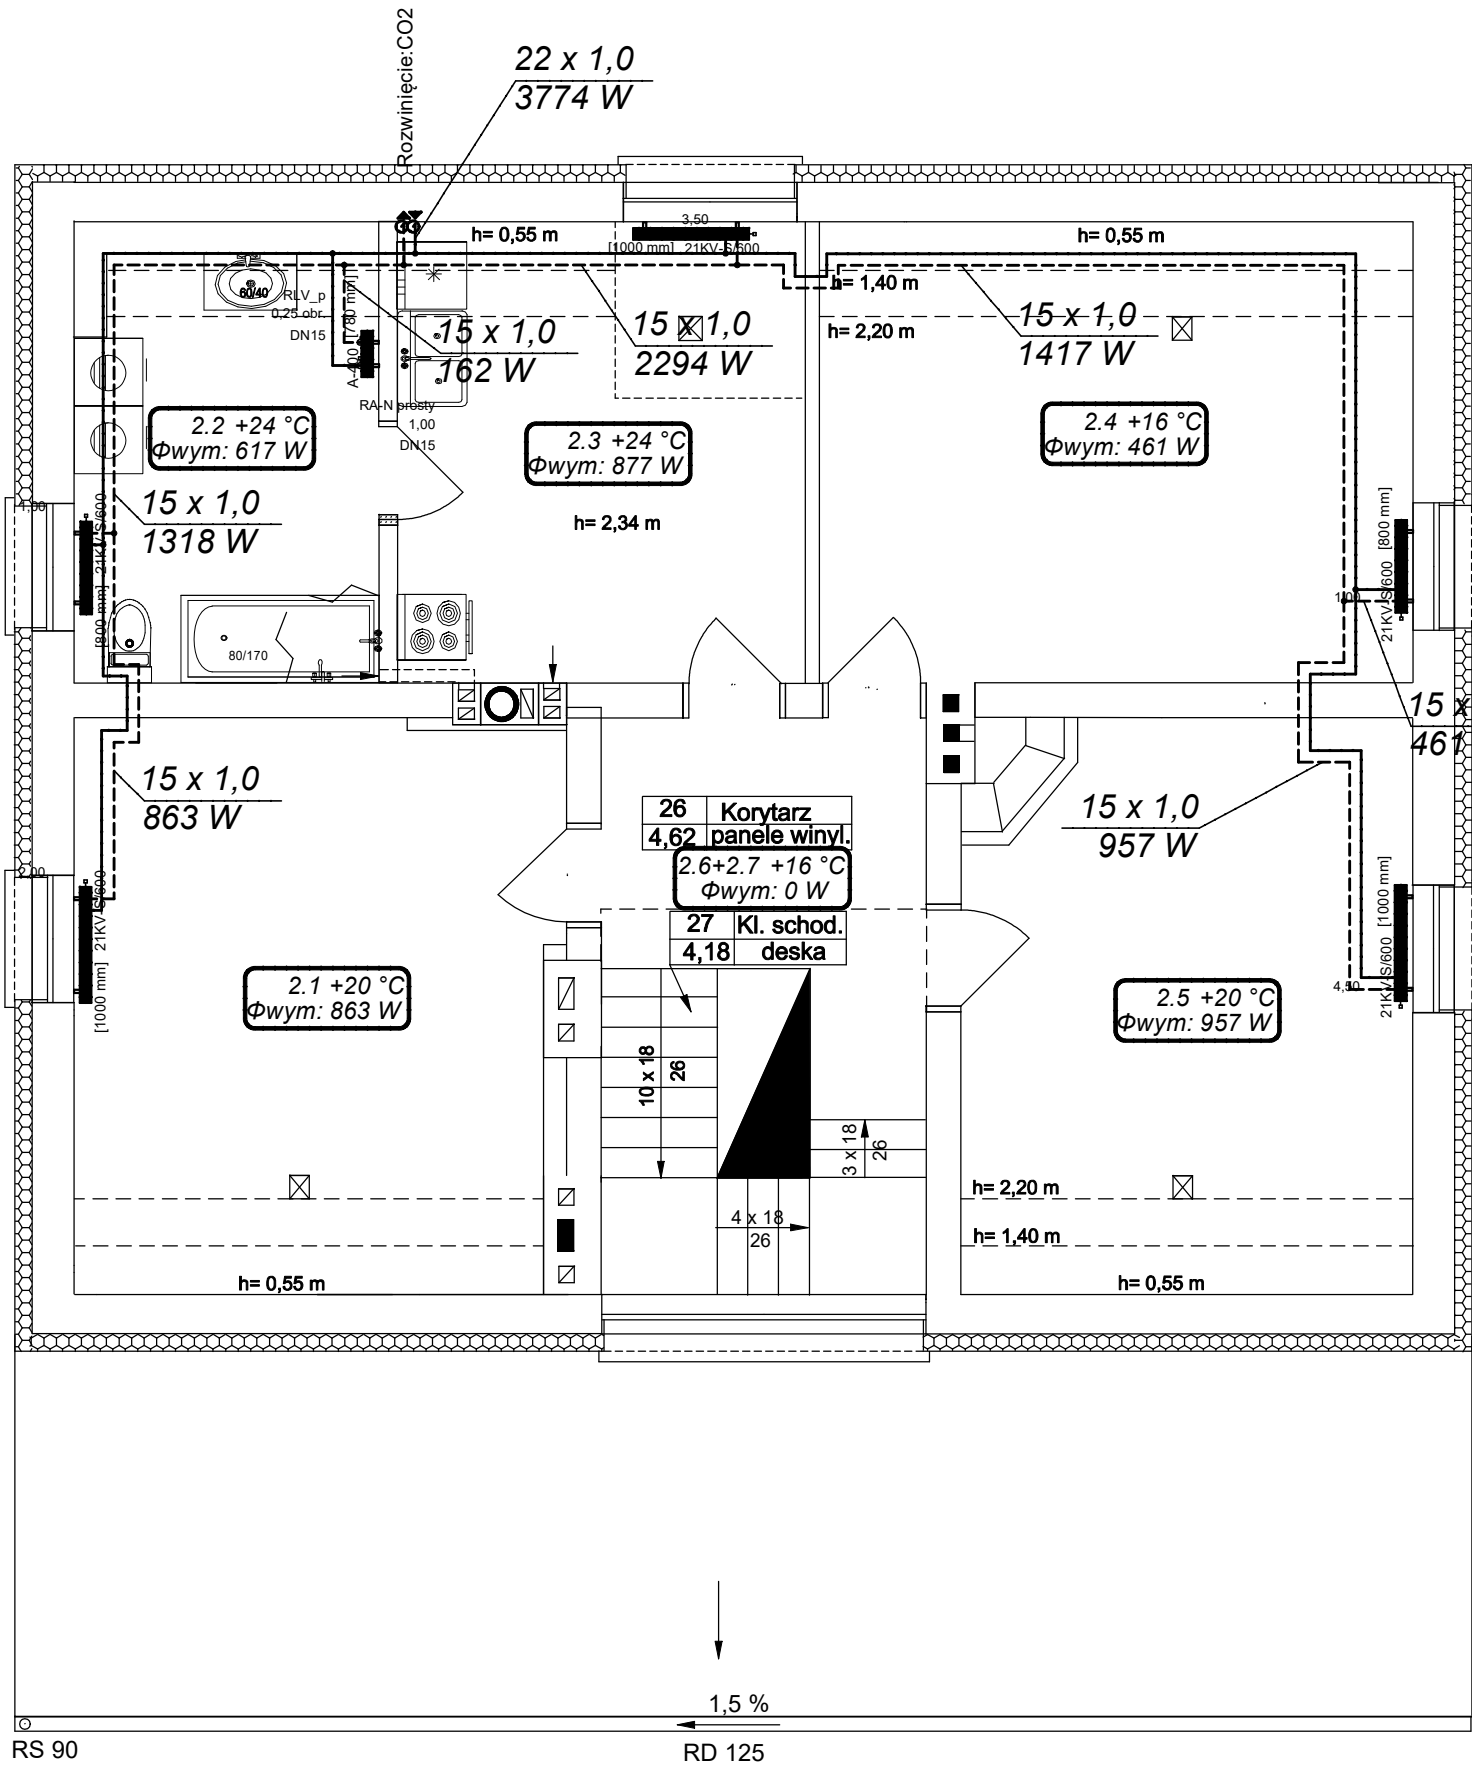 Rozwinięcie:CO2
22 x 1,0
3774 W
h= 0,55 m
3,50
[1000 mm] 21KV-S/600
h= 0,55 m
h= 1,40 m
h= 2,20 m
60/40
RLV_p
0,25 obr.
DN15
A-400 [780 mm]
15 x 1,0
162 W
15 x 1,0
2294 W
15 x 1,0
1417 W
RA-N prosty
1,00
DN15
2.2 +24 °C
Φwym: 617 W
2.3 +24 °C
Φwym: 877 W
2.4 +16 °C
Φwym: 461 W
h= 2,34 m
1,00
[800 mm] 21KV-S/600
15 x 1,0
1318 W
21KV-S/600 [800 mm]
1,00
80/170
15 x
461
15 x 1,0
863 W
15 x 1,0
957 W
26 Korytarz
4,62 panele winyl.
2.6+2.7 +16 °C
Φwym: 0 W
27 Kl. schod.
4,18 deska
2,00
[1000 mm] 21KV-S/600
21KV-S/600 [1000 mm]
4,50
2.1 +20 °C
Φwym: 863 W
2.5 +20 °C
Φwym: 957 W
10 x 18
26
3 x 18
26
4 x 18
26
h= 2,20 m
h= 1,40 m
h= 0,55 m
h= 0,55 m
1,5 %
RS 90
RD 125